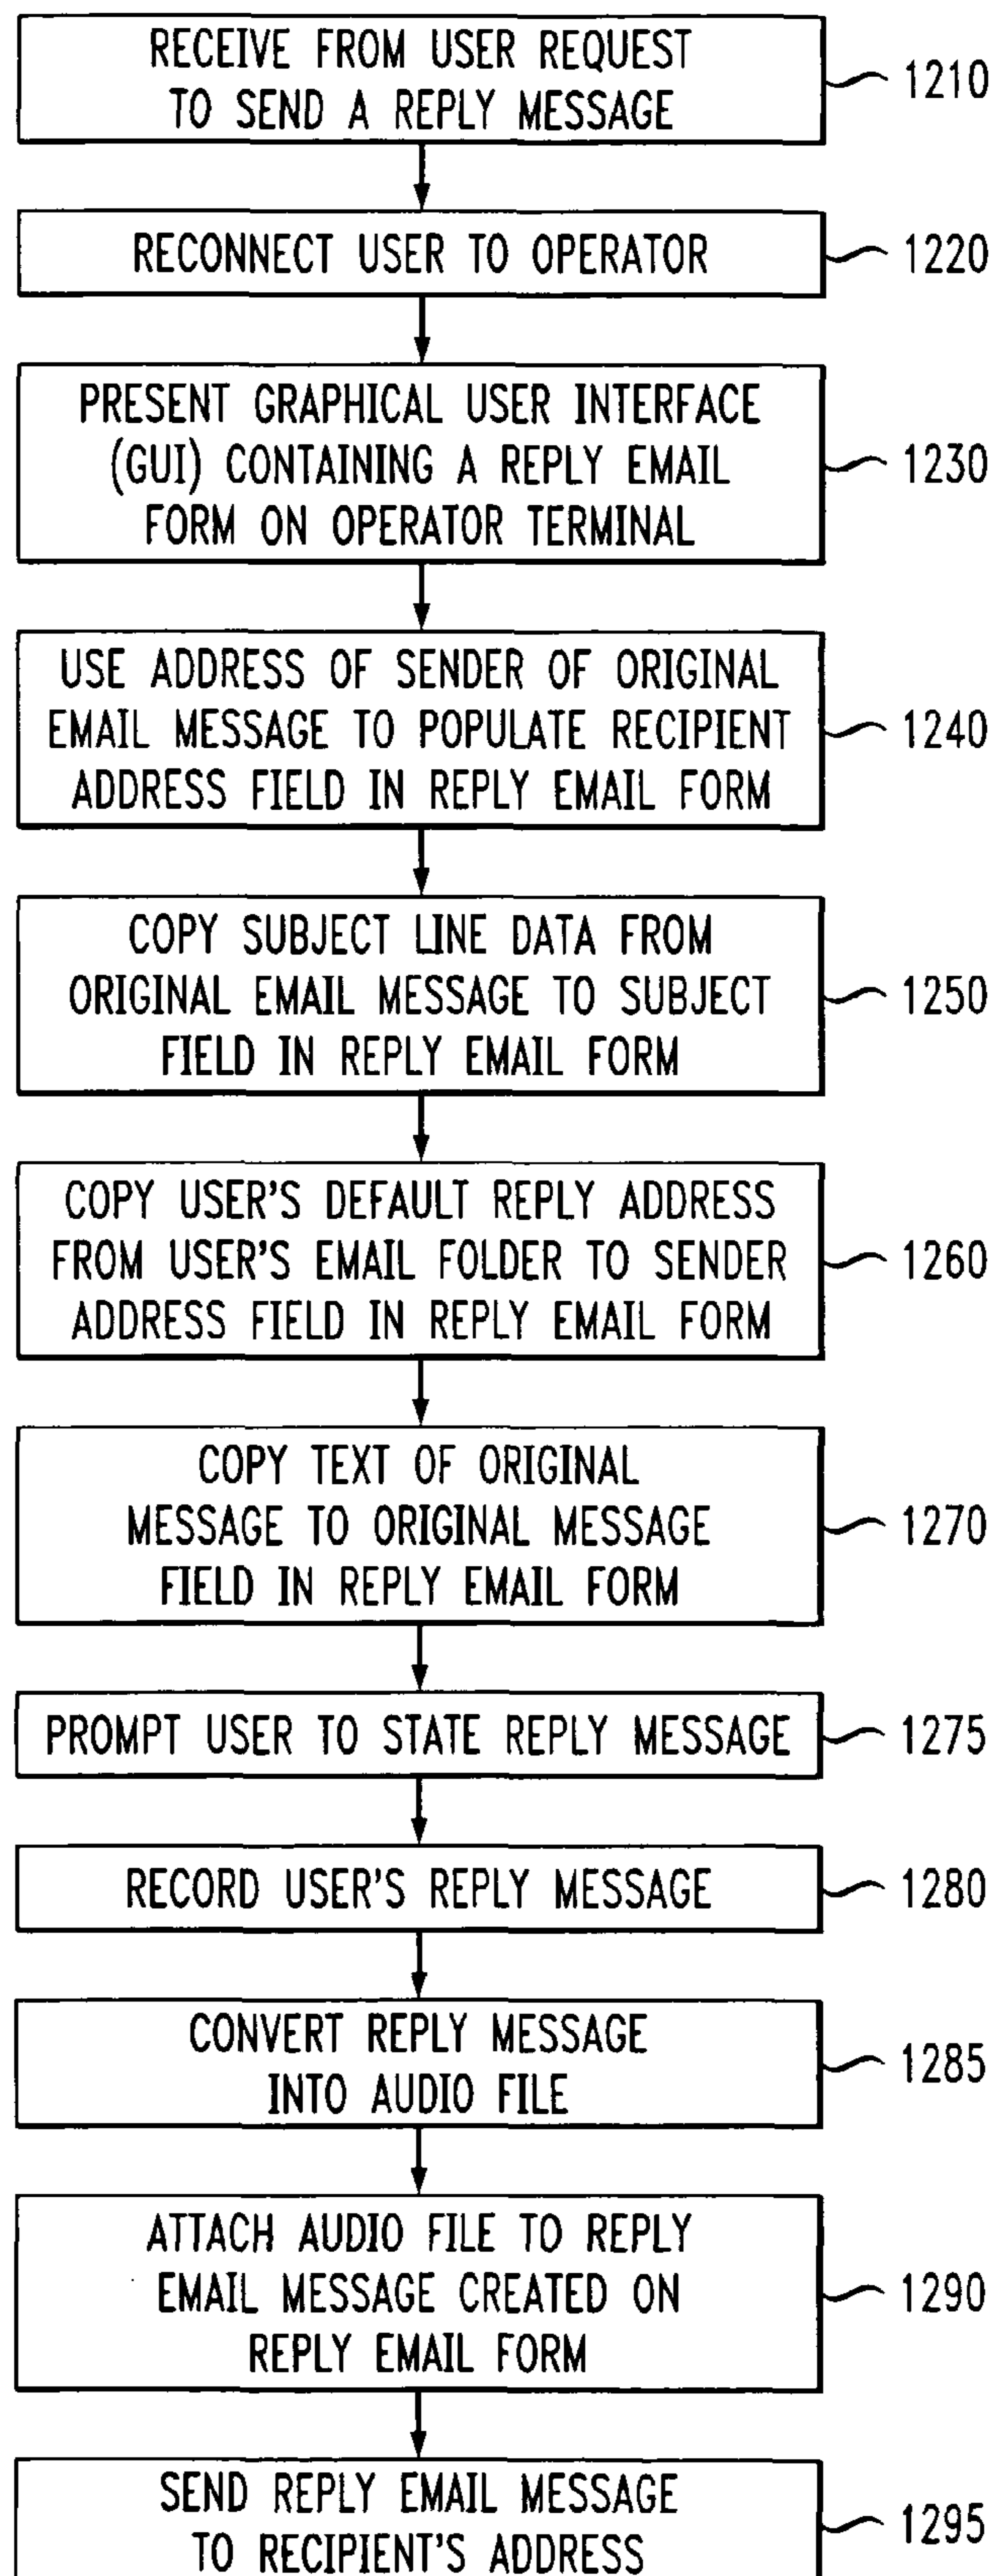 RECEIVE FROM USER REQUEST
TO SEND A REPLY MESSAGE
1210
RECONNECT USER TO OPERATOR
1220
PRESENT GRAPHICAL USER INTERFACE
(GUI) CONTAINING A REPLY EMAIL
FORM ON OPERATOR TERMINAL
1230
USE ADDRESS OF SENDER OF ORIGINAL
EMAIL MESSAGE TO POPULATE RECIPIENT
ADDRESS FIELD IN REPLY EMAIL FORM
1240
COPY SUBJECT LINE DATA FROM
ORIGINAL EMAIL MESSAGE TO SUBJECT
FIELD IN REPLY EMAIL FORM
1250
COPY USER'S DEFAULT REPLY ADDRESS
FROM USER'S EMAIL FOLDER TO SENDER
ADDRESS FIELD IN REPLY EMAIL FORM
1260
COPY TEXT OF ORIGINAL
MESSAGE TO ORIGINAL MESSAGE
FIELD IN REPLY EMAIL FORM
1270
PROMPT USER TO STATE REPLY MESSAGE
1275
RECORD USER'S REPLY MESSAGE
1280
CONVERT REPLY MESSAGE
INTO AUDIO FILE
1285
ATTACH AUDIO FILE TO REPLY
EMAIL MESSAGE CREATED ON
REPLY EMAIL FORM
1290
SEND REPLY EMAIL MESSAGE
TO RECIPIENT'S ADDRESS
1295